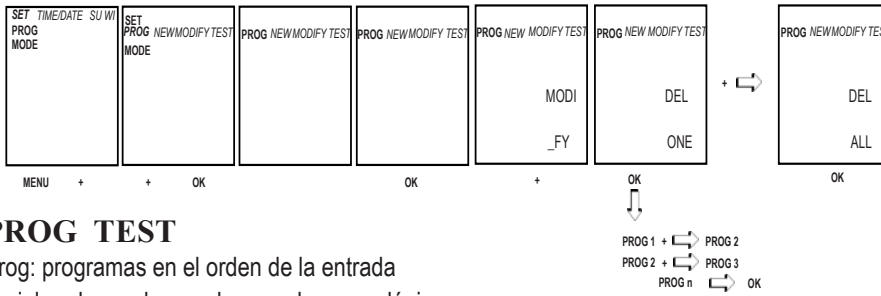 SET TIME/DATE SU WI
PROG
MODE
SET
PROG NEW MODIFY TEST
MODE
PROG NEW MODIFY TEST
PROG NEW MODIFY TEST
PROG NEW MODIFY TEST
MODI
_FY
PROG NEW MODIFY TEST
DEL
ONE
+
PROG NEW MODIFY TES
DEL
ALL
MENU +
+ OK
OK
+
OK
OK
PROG 1 + PROG 2
PROG 2 + PROG 3
PROG n OK
PROG TEST
rog: programas en el orden de la entrada